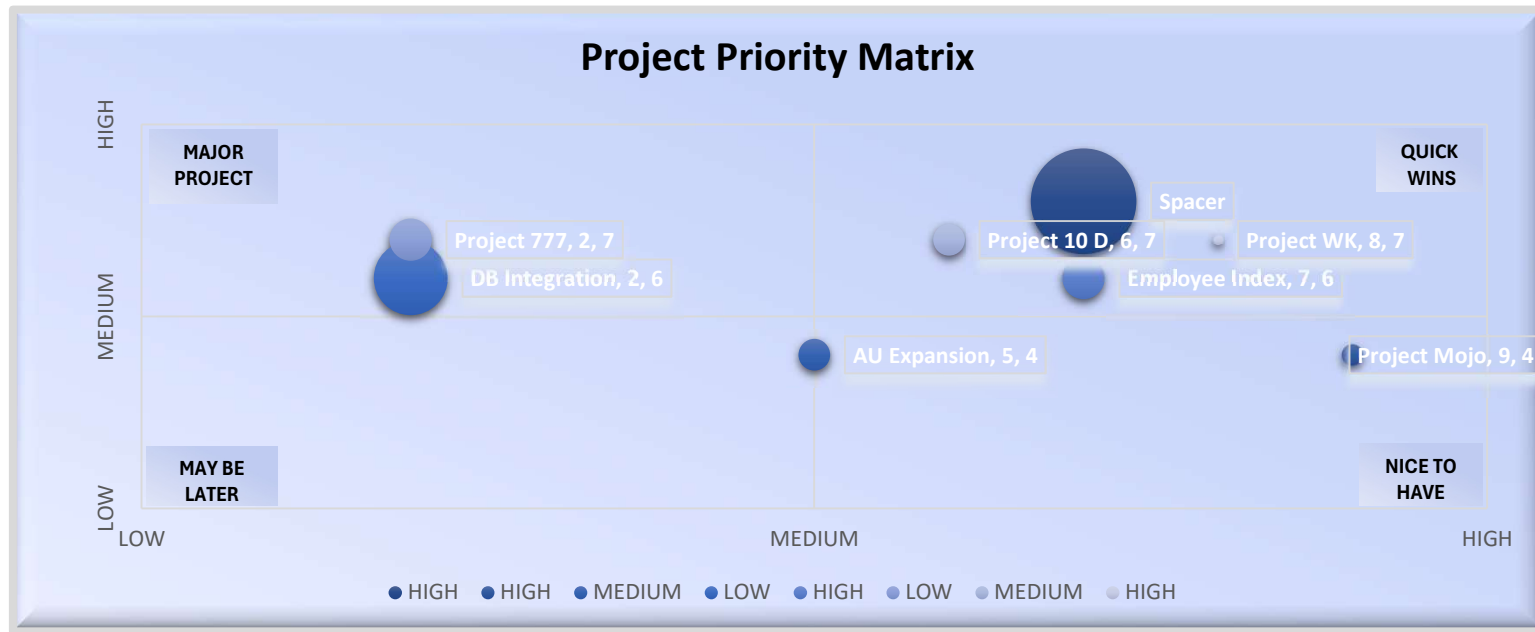 Project Priority Matrix
HIGH
MEDIUM
LOW
MAJOR
PROJECT
QUICK
WINS
Spacer
Project 777, 2, 7
Project 10 D, 6, 7
Project WK, 8, 7
DB Integration, 2, 6
Employee Index, 7, 6
AU Expansion, 5, 4
Project Mojo, 9, 4
MAY BE
LATER
NICE TO
HAVE
LOW
MEDIUM
HIGH
HIGH HIGH MEDIUM LOW HIGH LOW MEDIUM HIGH